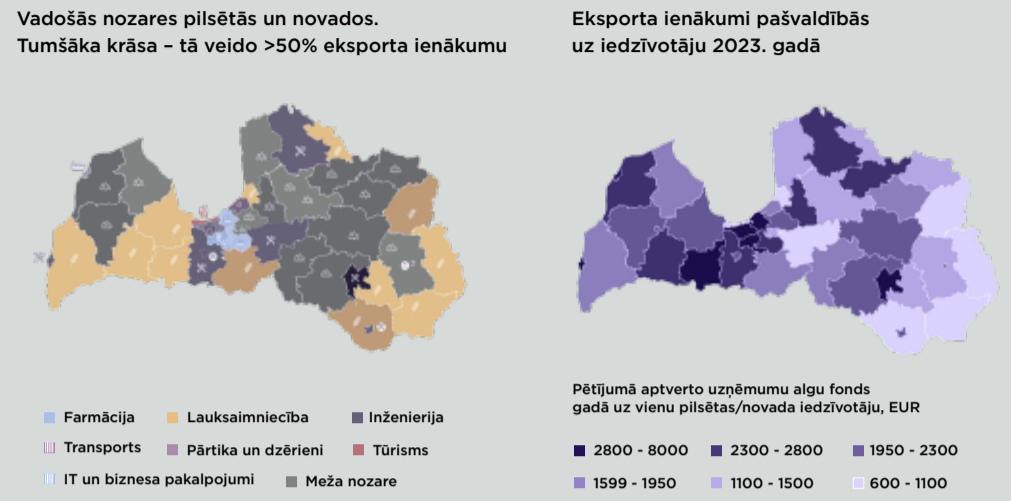 Vadošās nozares pilsētās un novados.
Tumšāka krāsa – tā veido >50% eksporta ienākumu
Farmācija
Lauksaimniecība
Inženierija
Transports
Pārtika un dzērieni
Tūrisms
IT un biznesa pakalpojumi
Meža nozare
Eksporta ienākumi pašvaldībās
uz iedzīvotāju 2023. gadā
Pētījumā aptverto uzņēmumu algu fonds
gadā uz vienu pilsētas/novada iedzīvotāju, EUR
2800 - 8000
2300 - 2800
1950 - 2300
1599 - 1950
1100 - 1500
600 - 1100